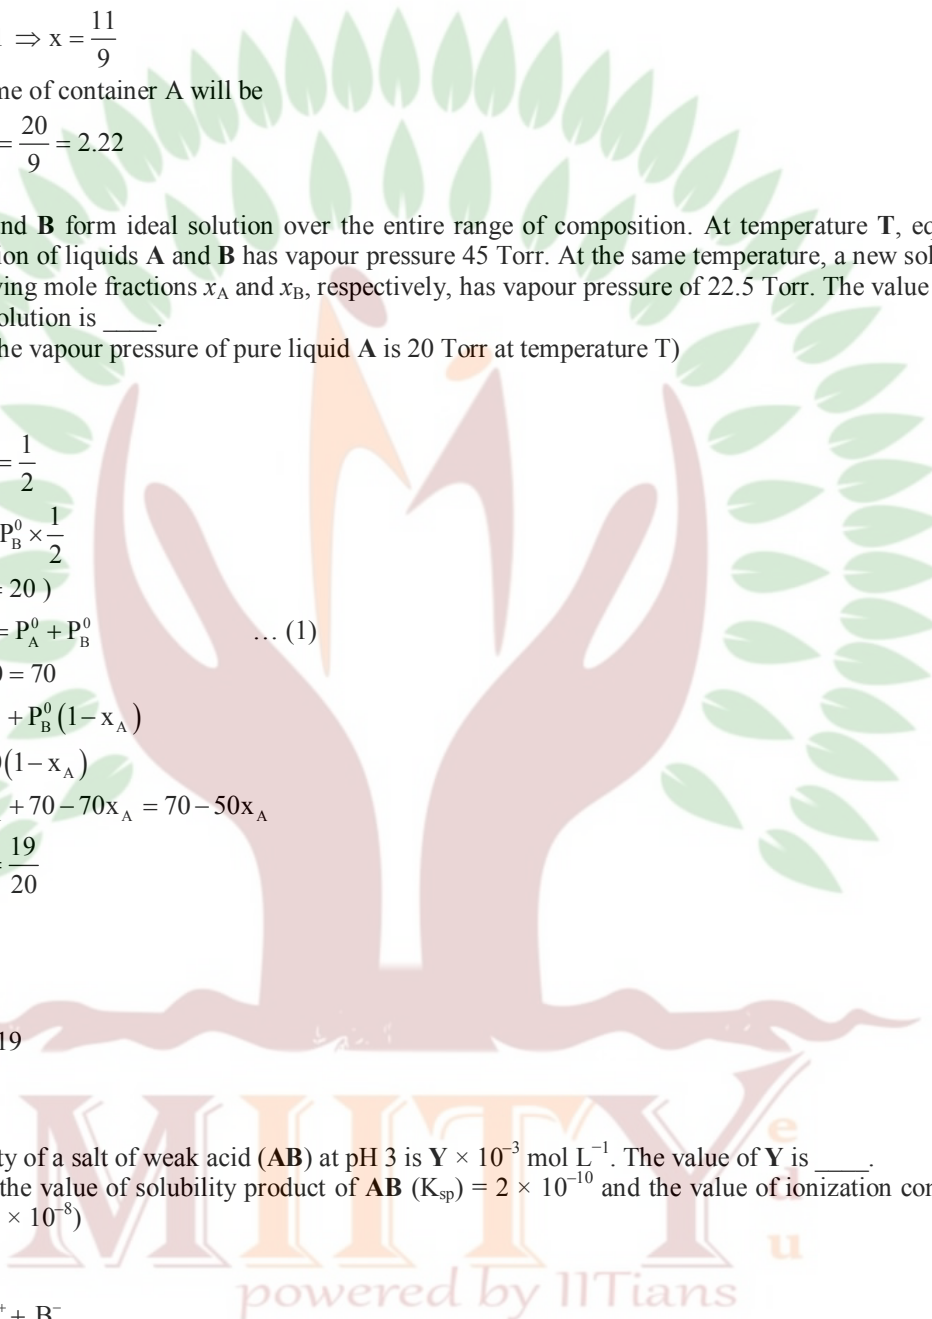 ⇒ x = 11/9
me of container A will be
= 20/9 = 2.22
nd B form ideal solution over the entire range of composition. At temperature T, eq
ion of liquids A and B has vapour pressure 45 Torr. At the same temperature, a new sol
ving mole fractions x_A and x_B, respectively, has vapour pressure of 22.5 Torr. The value
olution is ____.
he vapour pressure of pure liquid A is 20 Torr at temperature T)
= 1/2
P_B^0 × 1/2
= 20 )
= P_A^0 + P_B^0 … (1)
0 = 70
+ P_B^0 (1 − x_A)
(1 − x_A)
+ 70 − 70x_A = 70 − 50x_A
= 19/20
19
MIITY
edu
ty of a salt of weak acid (AB) at pH 3 is Y × 10^−3 mol L^−1. The value of Y is ____.
the value of solubility product of AB (K_sp) = 2 × 10^−10 and the value of ionization con
× 10^−8)
powered by IITians
^+ + B^−